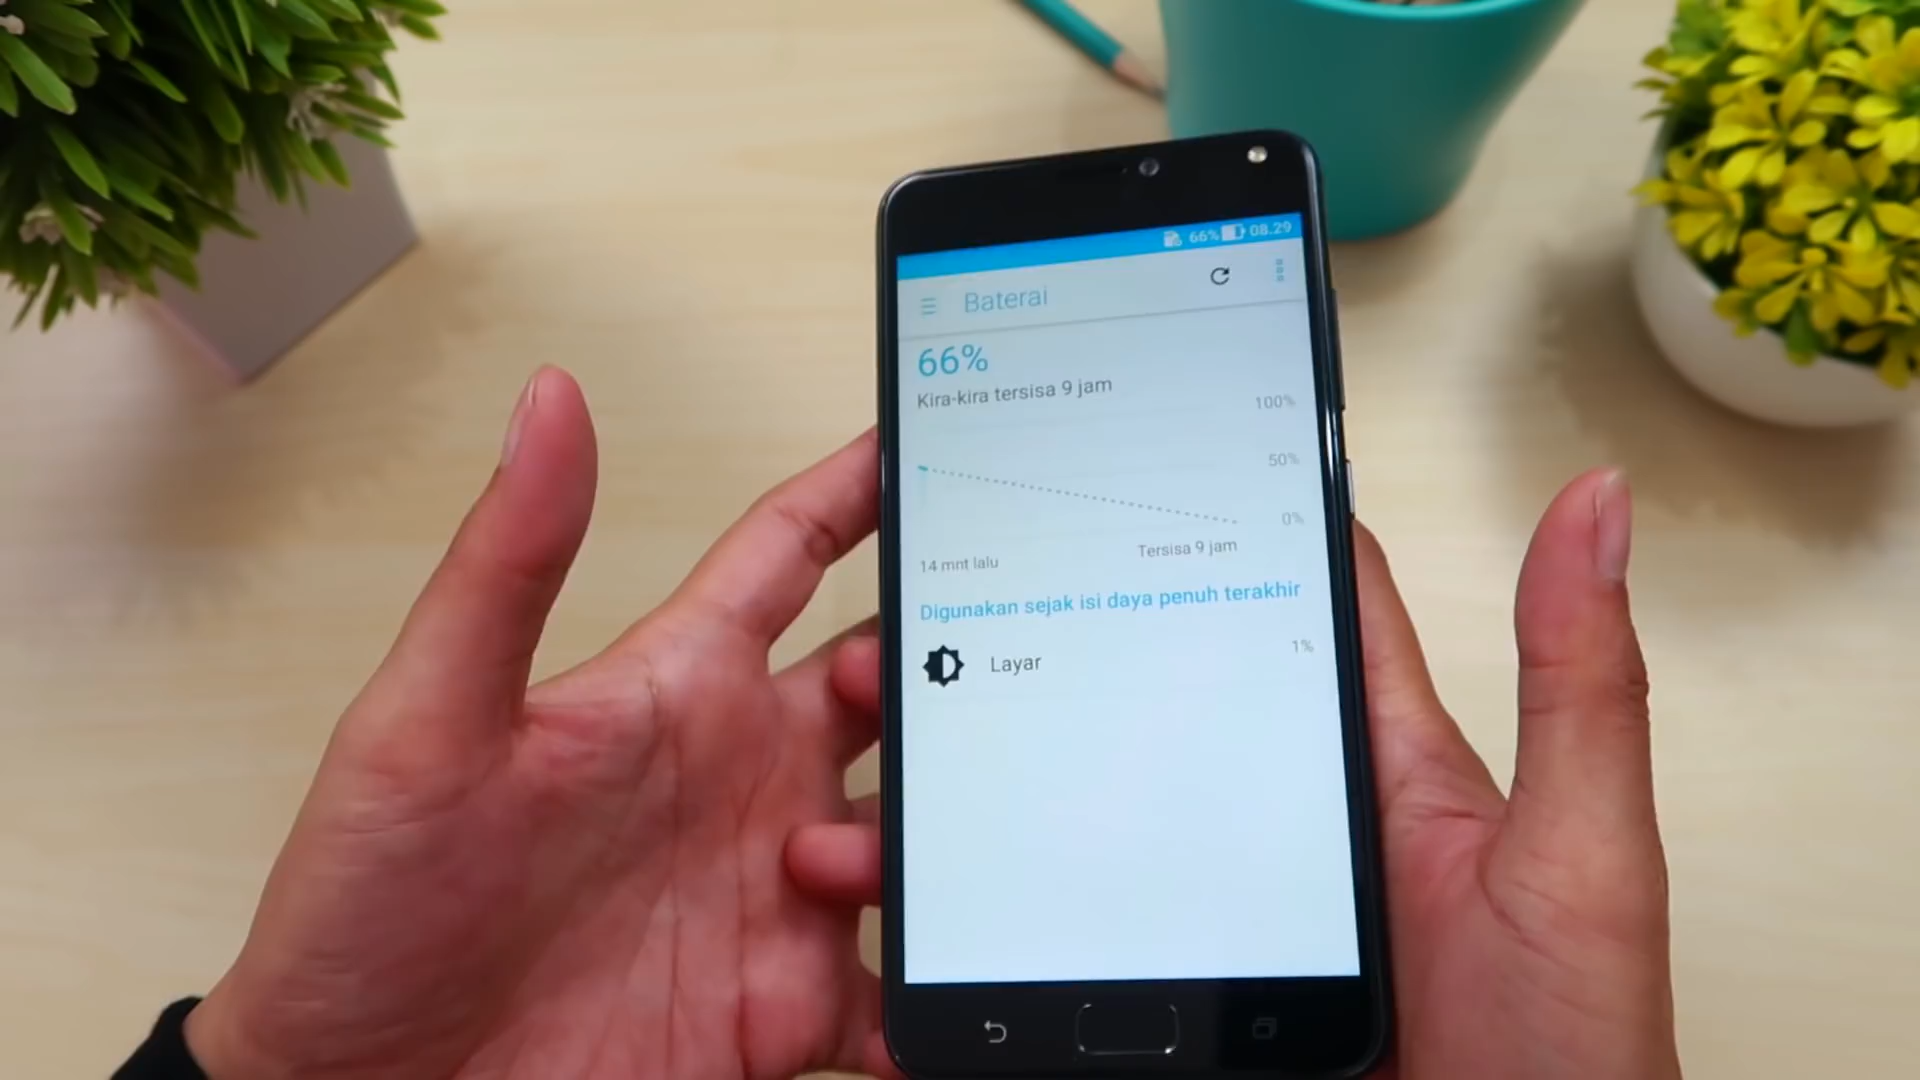 66% 08.29
Baterai
66%
Kira-kira tersisa 9 jam
100%
50%
0%
14 mnt lalu
Tersisa 9 jam
Digunakan sejak isi daya penuh terakhir
Layar
1%